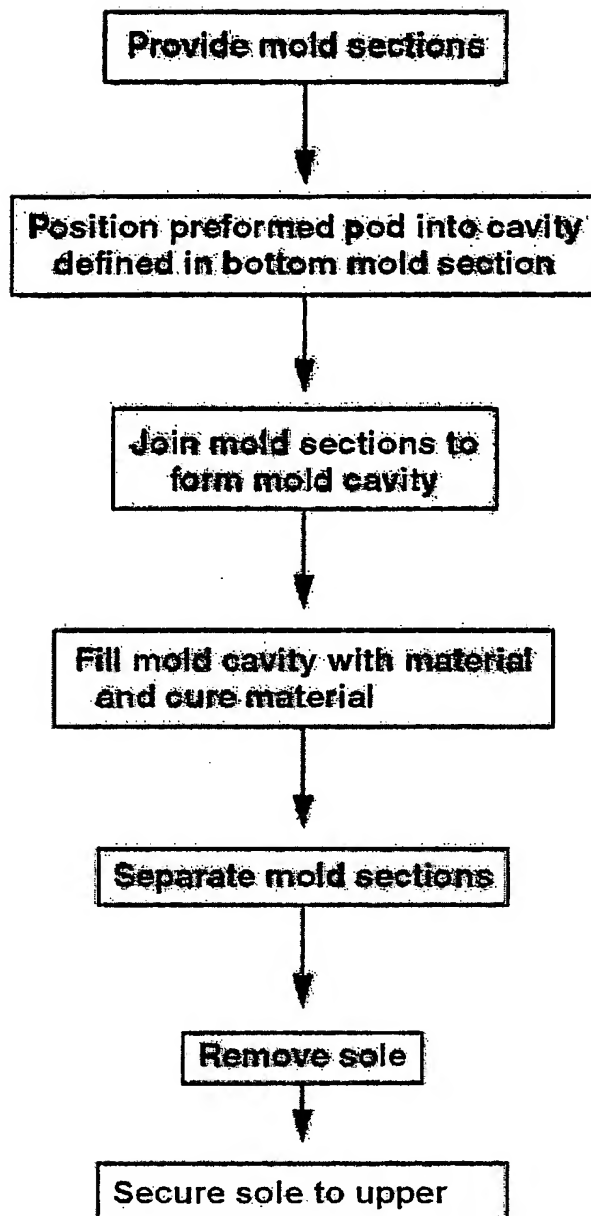 Provide mold sections
Position preformed pod into cavity
defined in bottom mold section
Join mold sections to
form mold cavity
Fill mold cavity with material
and cure material
Separate mold sections
Remove sole
Secure sole to upper